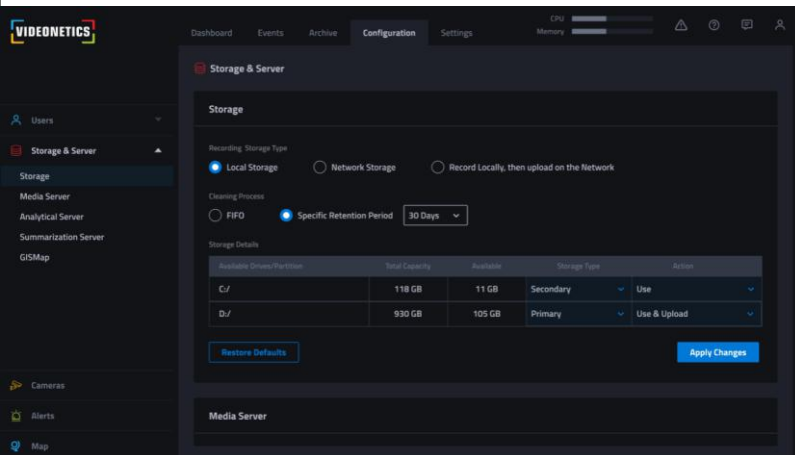 VIDEONETICS
Dashboard Events Archive Configuration Settings
CPU
Memory
Users
Storage & Server
Storage
Media Server
Analytical Server
Summarization Server
GISMap
Cameras
Alerts
Map
Storage & Server
Storage
Recording Storage Type
Local Storage Network Storage Record Locally, then upload on the Network
Cleaning Process
FIFO Specific Retention Period 30 Days
Storage Details
Available Drives/Partition Total Capacity Available Storage Type Action
C:/ 118 GB 11 GB Secondary Use
D:/ 930 GB 105 GB Primary Use & Upload
Restore Defaults Apply Changes
Media Server